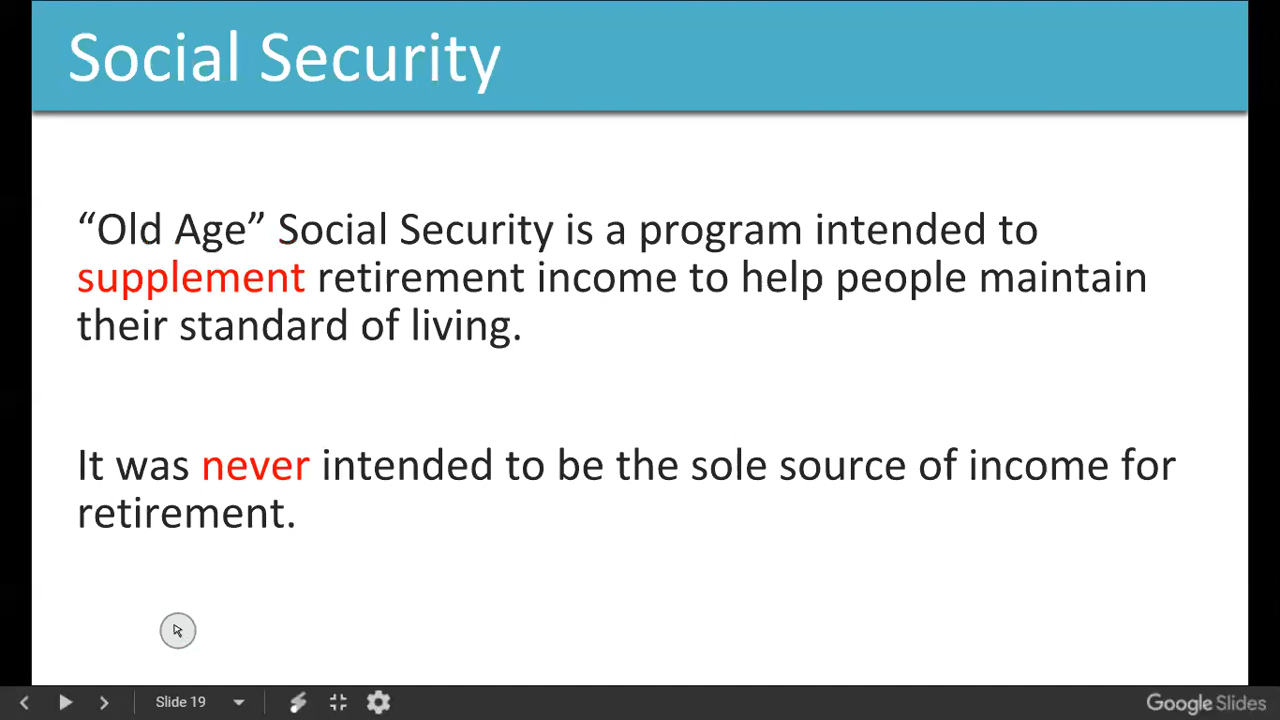 Social Security
“Old Age” Social Security is a program intended to
supplement retirement income to help people maintain
their standard of living.
It was never intended to be the sole source of income for
retirement.
Slide 19
Google Slides